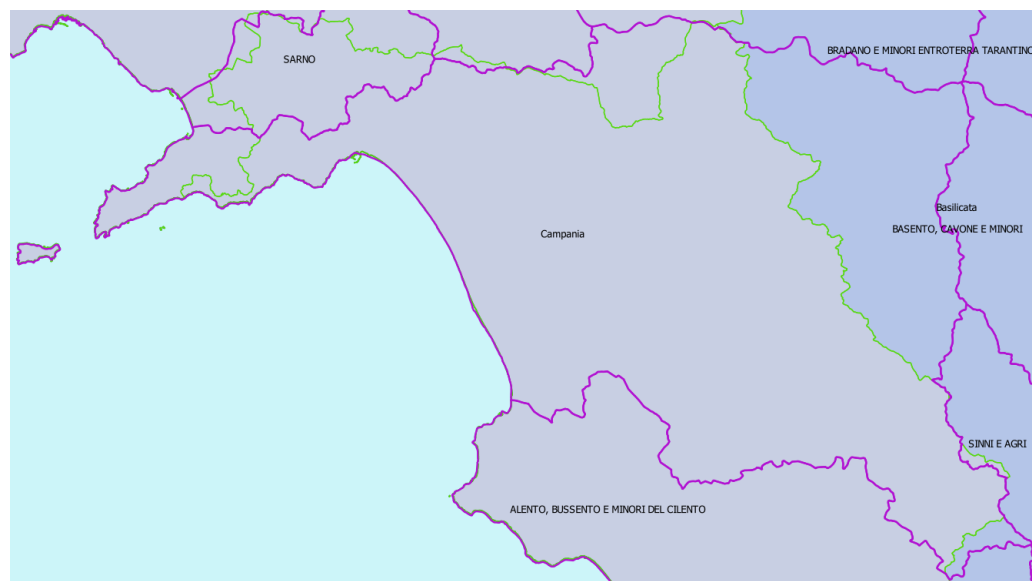 BRADANO E MINORI ENTROTERRA TARANTINO
SARNO
Basilicata
BASENTO, CAVONE E MINORI
Campania
SINNI E AGRI
ALENTO, BUSSENTO E MINORI DEL CILENTO